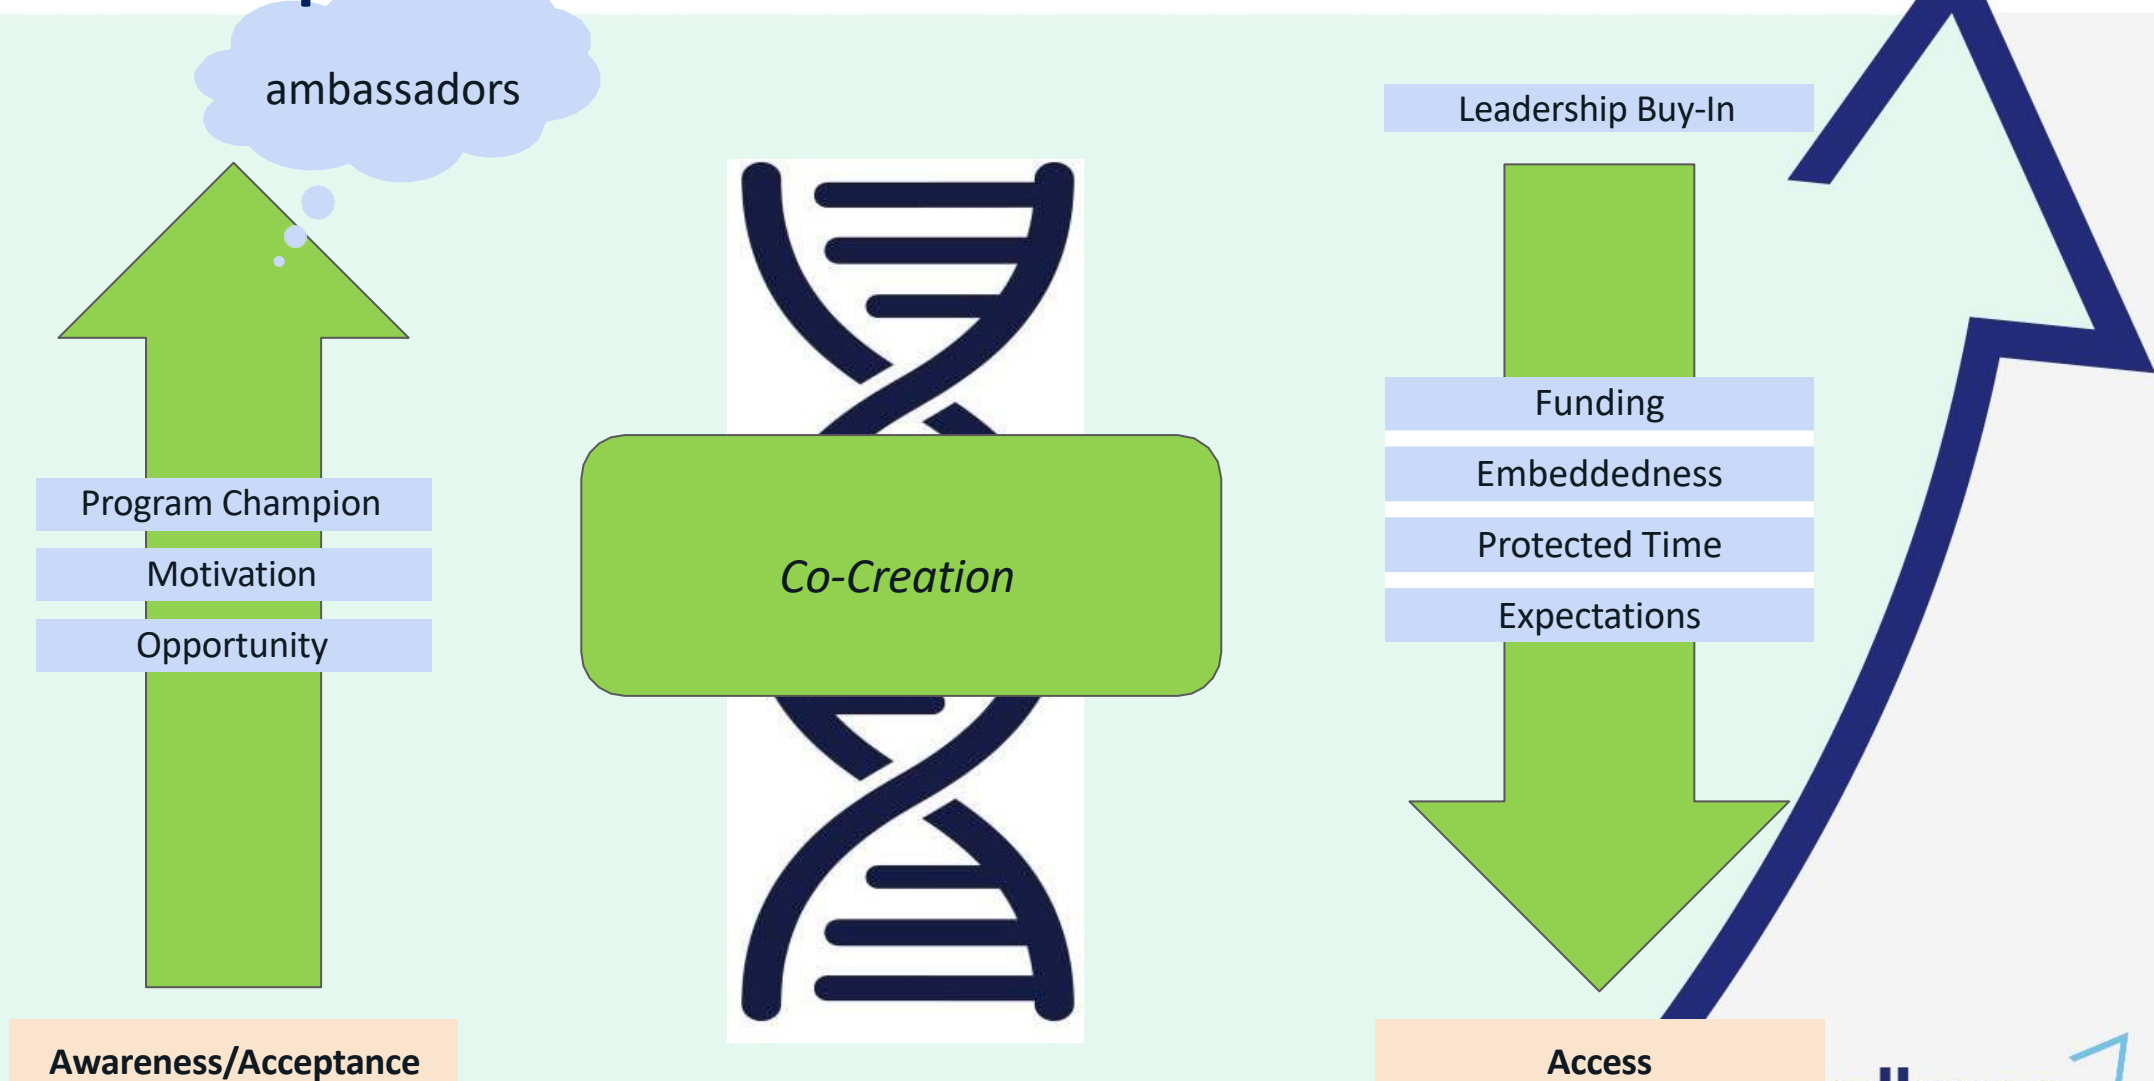 ambassadors
Leadership Buy-In
Funding
Embeddedness
Protected Time
Expectations
Program Champion
Motivation
Opportunity
Co-Creation
Awareness/Acceptance
Access